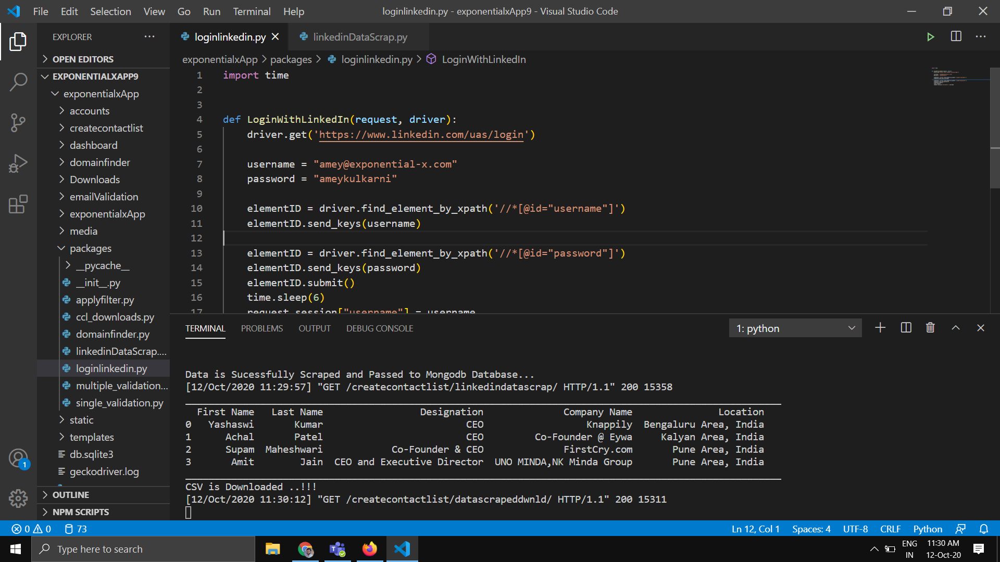 File Edit Selection View Go Run Terminal Help
loginlinkedin.py - exponentialxApp9 - Visual Studio Code
EXPLORER
OPEN EDITORS
EXPONENTIALXAPP9
exponentialxApp
accounts
createcontactlist
dashboard
domainfinder
Downloads
emailValidation
exponentialxApp
media
packages
__pycache__
__init__.py
applyfilter.py
ccl_downloads.py
domainfinder.py
linkedinDataScrap....
loginlinkedin.py
multiple_validation...
single_validation.py
static
templates
db.sqlite3
geckodriver.log
OUTLINE
NPM SCRIPTS
1
loginlinkedin.py linkedinDataScrap.py
exponentialxApp > packages > loginlinkedin.py > LoginWithLinkedIn
1 import time
2
3
4 def LoginWithLinkedIn(request, driver):
5 driver.get('https://www.linkedin.com/uas/login')
6
7 username = "amey@exponential-x.com"
8 password = "ameykulkarni"
9
10 elementID = driver.find_element_by_xpath('//*[@id="username"]')
11 elementID.send_keys(username)
12
13 elementID = driver.find_element_by_xpath('//*[@id="password"]')
14 elementID.send_keys(password)
15 elementID.submit()
16 time.sleep(6)
17 request.session["username"] = username
TERMINAL PROBLEMS OUTPUT DEBUG CONSOLE
1: python
Data is Sucessfully Scraped and Passed to Mongodb Database...
[12/Oct/2020 11:29:57] "GET /createcontactlist/linkedindatascrap/ HTTP/1.1" 200 15358
First Name Last Name Designation Company Name Location
0 Yashaswi Kumar CEO Knappily Bengaluru Area, India
1 Achal Patel CEO Co-Founder @ Eywa Kalyan Area, India
2 Supam Maheshwari Co-Founder & CEO FirstCry.com Pune Area, India
3 Amit Jain CEO and Executive Director UNO MINDA,NK Minda Group Pune Area, India
CSV is Downloaded ..!!!
[12/Oct/2020 11:30:12] "GET /createcontactlist/datascrapeddwnld/ HTTP/1.1" 200 15311
0 0 73
Ln 12, Col 1 Spaces: 4 UTF-8 CRLF Python
Type here to search
ENG
IN
11:30 AM
12-Oct-20